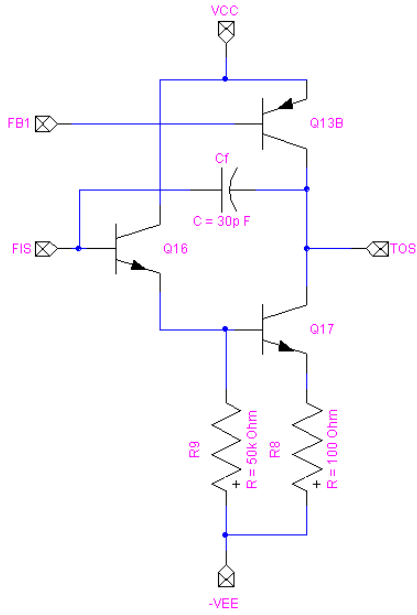 VCC
FB1
Q13B
Cf
C = 30p F
FIS
Q16
TOS
Q17
R9
R = 50k Ohm
+
R8
R = 100 Ohm
+
-VEE